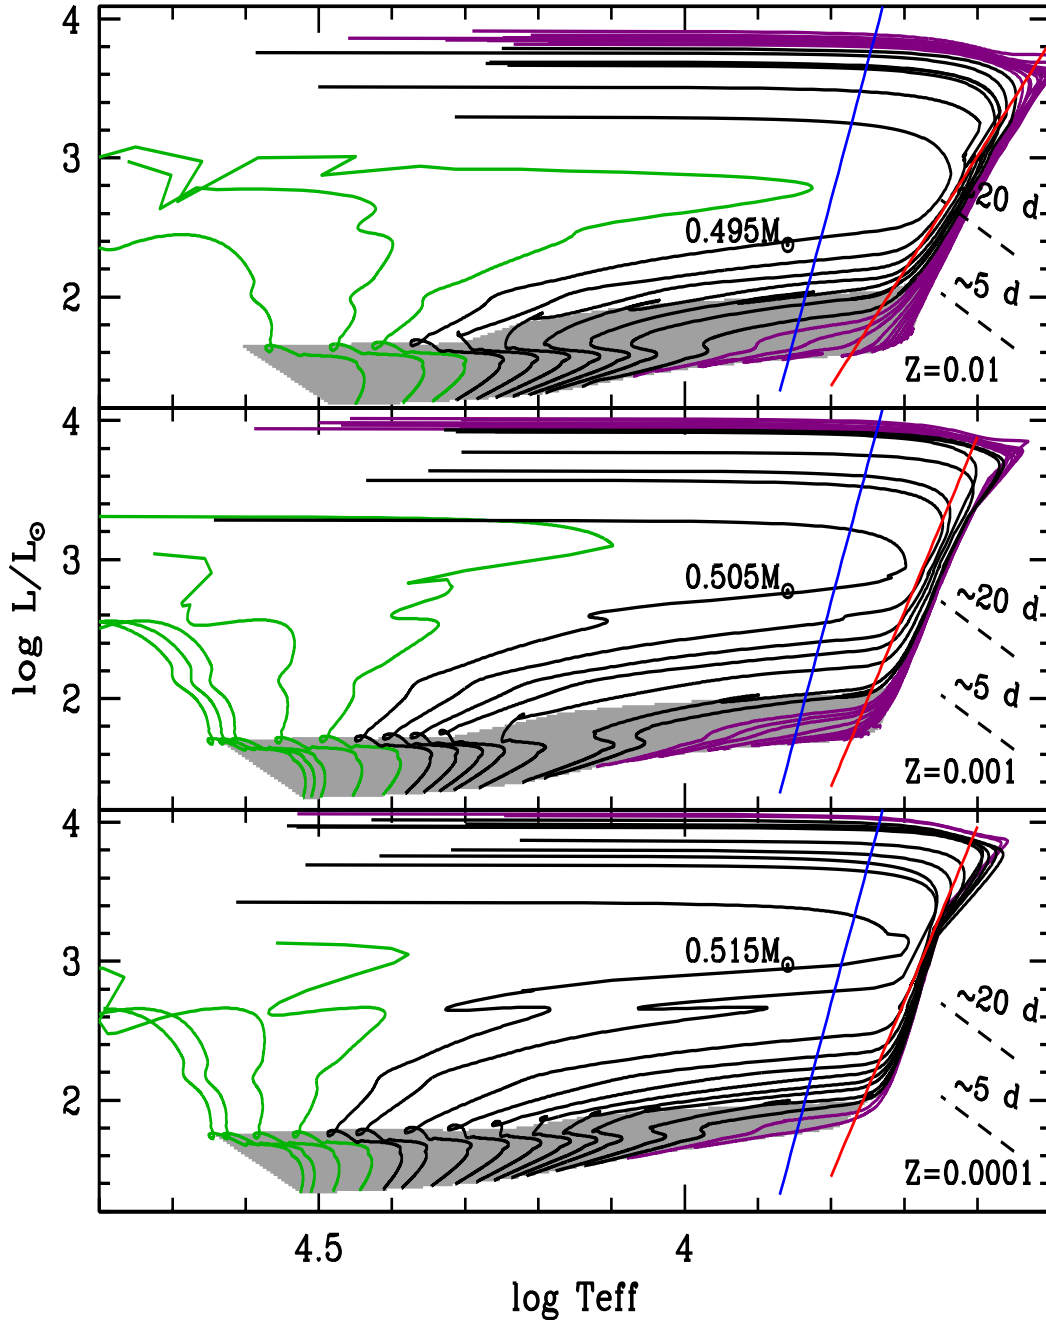 4
3
2
0.495M⊙
~20 d
~5 d
Z=0.01
4
3
2
0.505M⊙
~20 d
~5 d
Z=0.001
4
3
2
0.515M⊙
~20 d
~5 d
Z=0.0001
log L/L⊙
4.5
4
log Teff